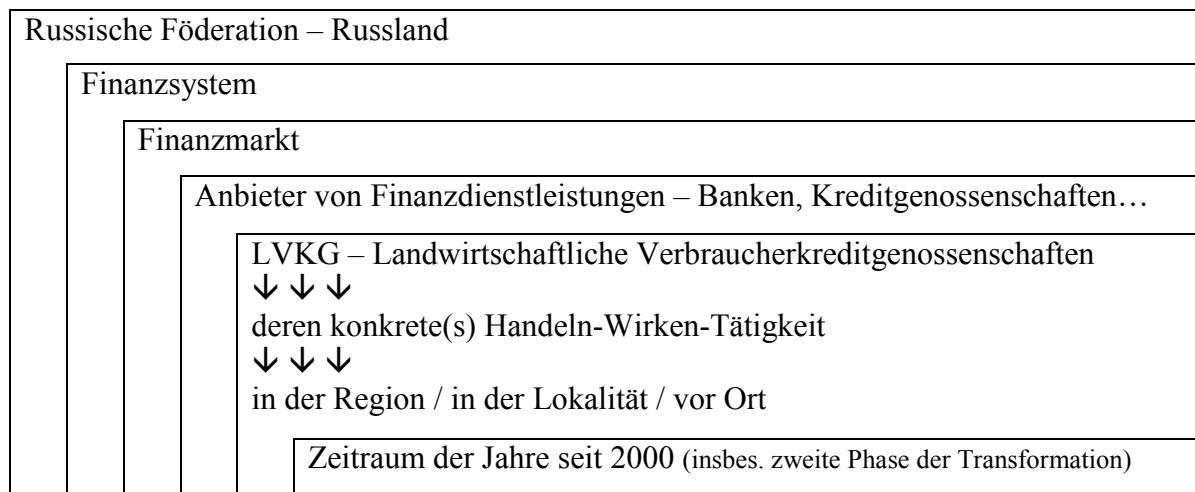 Russische Föderation – Russland
Finanzsystem
Finanzmarkt
Anbieter von Finanzdienstleistungen – Banken, Kreditgenossenschaften…
LVKG – Landwirtschaftliche Verbraucherkreditgenossenschaften
↓ ↓ ↓
deren konkrete(s) Handeln-Wirken-Tätigkeit
↓ ↓ ↓
in der Region / in der Lokalität / vor Ort
Zeitraum der Jahre seit 2000 (insbes. zweite Phase der Transformation)